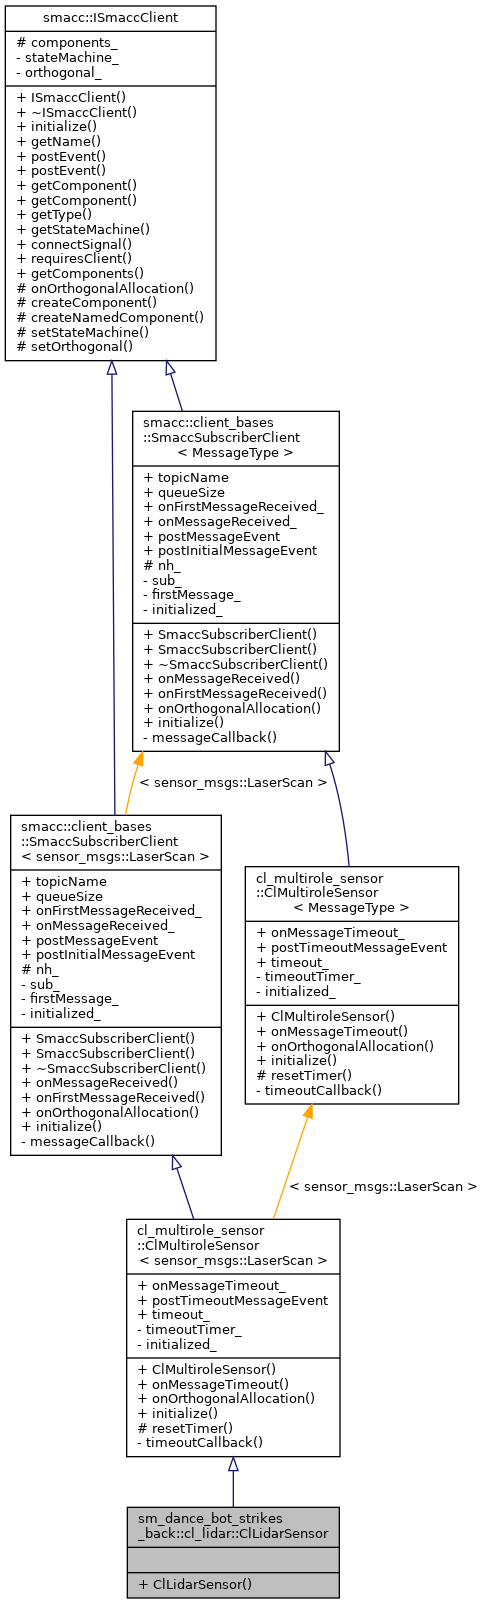 smacc::ISmaccClient
# components_
- stateMachine_
- orthogonal_
+ ISmaccClient()
+ ~ISmaccClient()
+ initialize()
+ getName()
+ postEvent()
+ postEvent()
+ getComponent()
+ getComponent()
+ getType()
+ getStateMachine()
+ connectSignal()
+ requiresClient()
+ getComponents()
# onOrthogonalAllocation()
# createComponent()
# createNamedComponent()
# setStateMachine()
# setOrthogonal()
smacc::client_bases
::SmaccSubscriberClient
< MessageType >
+ topicName
+ queueSize
+ onFirstMessageReceived_
+ onMessageReceived_
+ postMessageEvent
+ postInitialMessageEvent
# nh_
- sub_
- firstMessage_
- initialized_
+ SmaccSubscriberClient()
+ SmaccSubscriberClient()
+ ~SmaccSubscriberClient()
+ onMessageReceived()
+ onFirstMessageReceived()
+ onOrthogonalAllocation()
+ initialize()
- messageCallback()
< sensor_msgs::LaserScan >
smacc::client_bases
::SmaccSubscriberClient
< sensor_msgs::LaserScan >
+ topicName
+ queueSize
+ onFirstMessageReceived_
+ onMessageReceived_
+ postMessageEvent
+ postInitialMessageEvent
# nh_
- sub_
- firstMessage_
- initialized_
+ SmaccSubscriberClient()
+ SmaccSubscriberClient()
+ ~SmaccSubscriberClient()
+ onMessageReceived()
+ onFirstMessageReceived()
+ onOrthogonalAllocation()
+ initialize()
- messageCallback()
cl_multirole_sensor
::ClMultiroleSensor
< MessageType >
+ onMessageTimeout_
+ postTimeoutMessageEvent
+ timeout_
- timeoutTimer_
- initialized_
+ ClMultiroleSensor()
+ onMessageTimeout()
+ onOrthogonalAllocation()
+ initialize()
# resetTimer()
- timeoutCallback()
< sensor_msgs::LaserScan >
cl_multirole_sensor
::ClMultiroleSensor
< sensor_msgs::LaserScan >
+ onMessageTimeout_
+ postTimeoutMessageEvent
+ timeout_
- timeoutTimer_
- initialized_
+ ClMultiroleSensor()
+ onMessageTimeout()
+ onOrthogonalAllocation()
+ initialize()
# resetTimer()
- timeoutCallback()
sm_dance_bot_strikes
_back::cl_lidar::ClLidarSensor
+ ClLidarSensor()